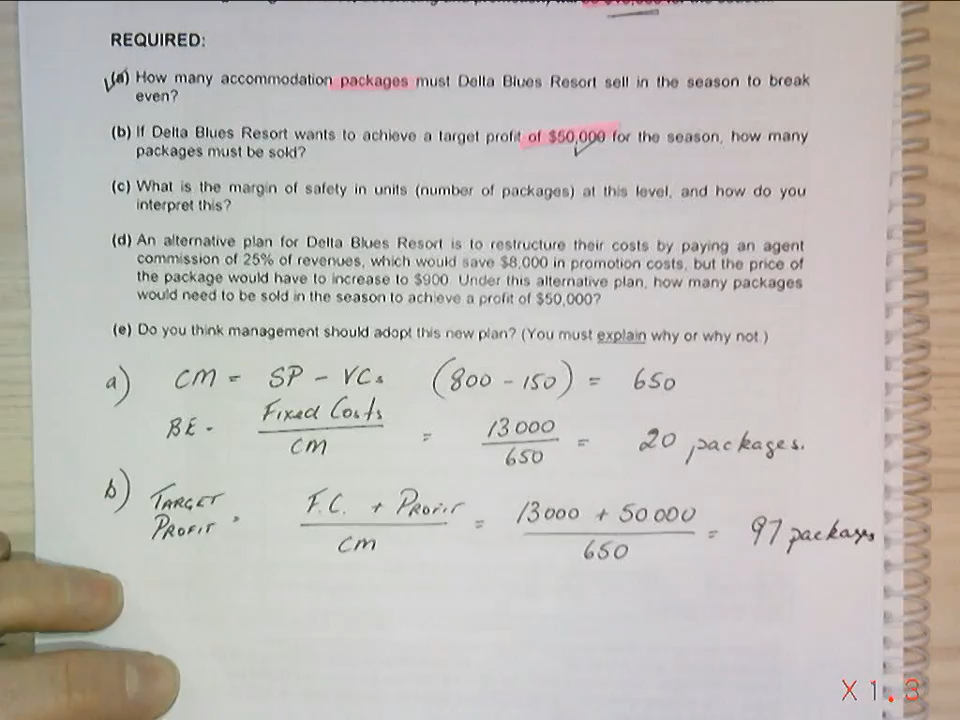 REQUIRED:
(a) How many accommodation packages must Delta Blues Resort sell in the season to break
even?
(b) If Delta Blues Resort wants to achieve a target profit of $50,000 for the season, how many
packages must be sold?
(c) What is the margin of safety in units (number of packages) at this level, and how do you
interpret this?
(d) An alternative plan for Delta Blues Resort is to restructure their costs by paying an agent
commission of 25% of revenues, which would save $8,000 in promotion costs, but the price of
the package would have to increase to $900. Under this alternative plan, how many packages
would need to be sold in the season to achieve a profit of $50,000?
(e) Do you think management should adopt this new plan? (You must explain why or why not.)
a) CM = SP - VCs (800 - 150) = 650
BE = Fixed Costs / CM = 13000 / 650 = 20 packages.
b) TARGET PROFIT = F.C. + PROFIT / CM = 13000 + 50000 / 650 = 97 packages
X1.3